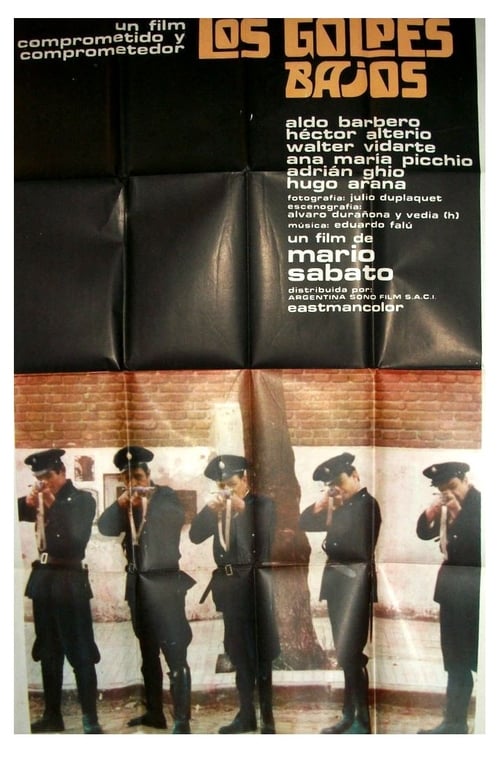 un film
comprometido y
comprometedor
LOS GOLPES
BAJOS
aldo barbero
héctor alterio
walter vidarte
ana maría picchio
adrián ghio
hugo arana
fotografía: julio duplaquet
escenografía:
alvaro durañona y vedia (h)
música: eduardo falú
un film de
mario
sabato
distribuida por:
ARGENTINA SONO FILM S.A.C.I.
eastmancolor